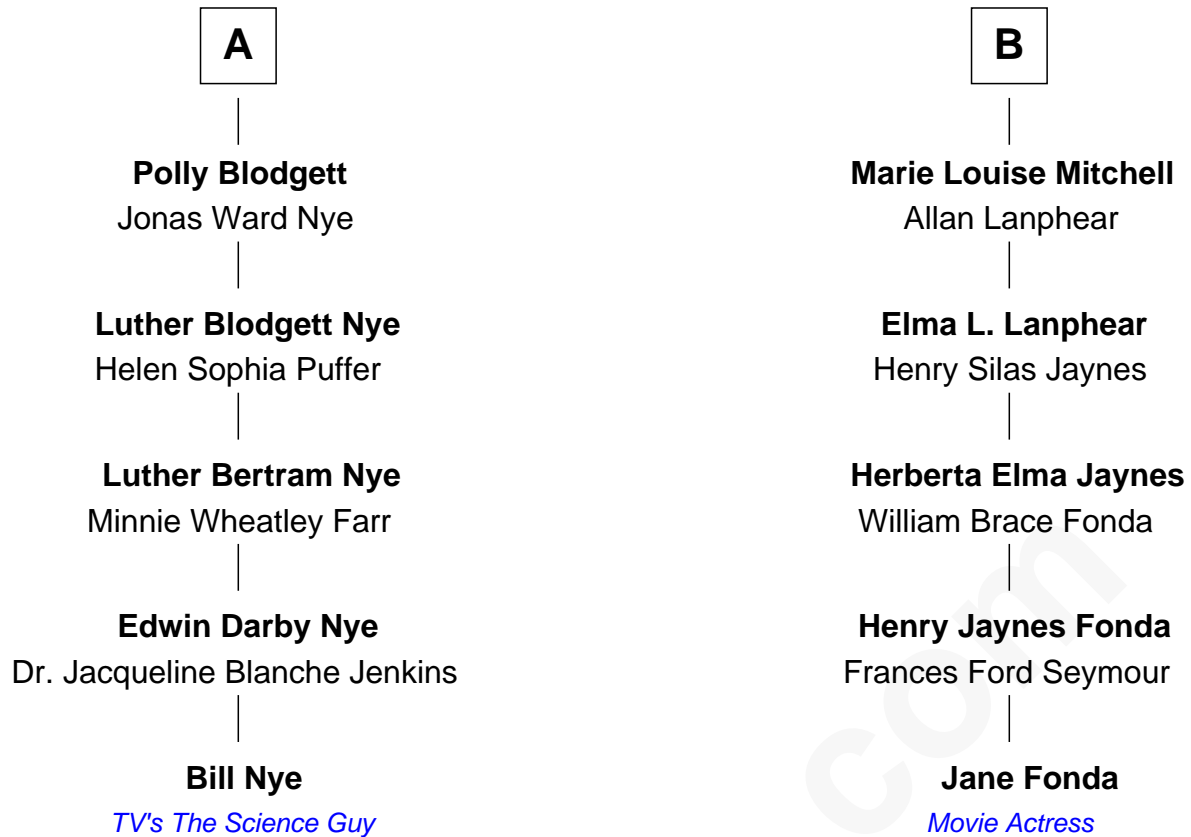 A
Polly Blodgett
Jonas Ward Nye
Luther Blodgett Nye
Helen Sophia Puffer
Luther Bertram Nye
Minnie Wheatley Farr
Edwin Darby Nye
Dr. Jacqueline Blanche Jenkins
Bill Nye
TV's The Science Guy
B
Marie Louise Mitchell
Allan Lanphear
Elma L. Lanphear
Henry Silas Jaynes
Herberta Elma Jaynes
William Brace Fonda
Henry Jaynes Fonda
Frances Ford Seymour
Jane Fonda
Movie Actress
com